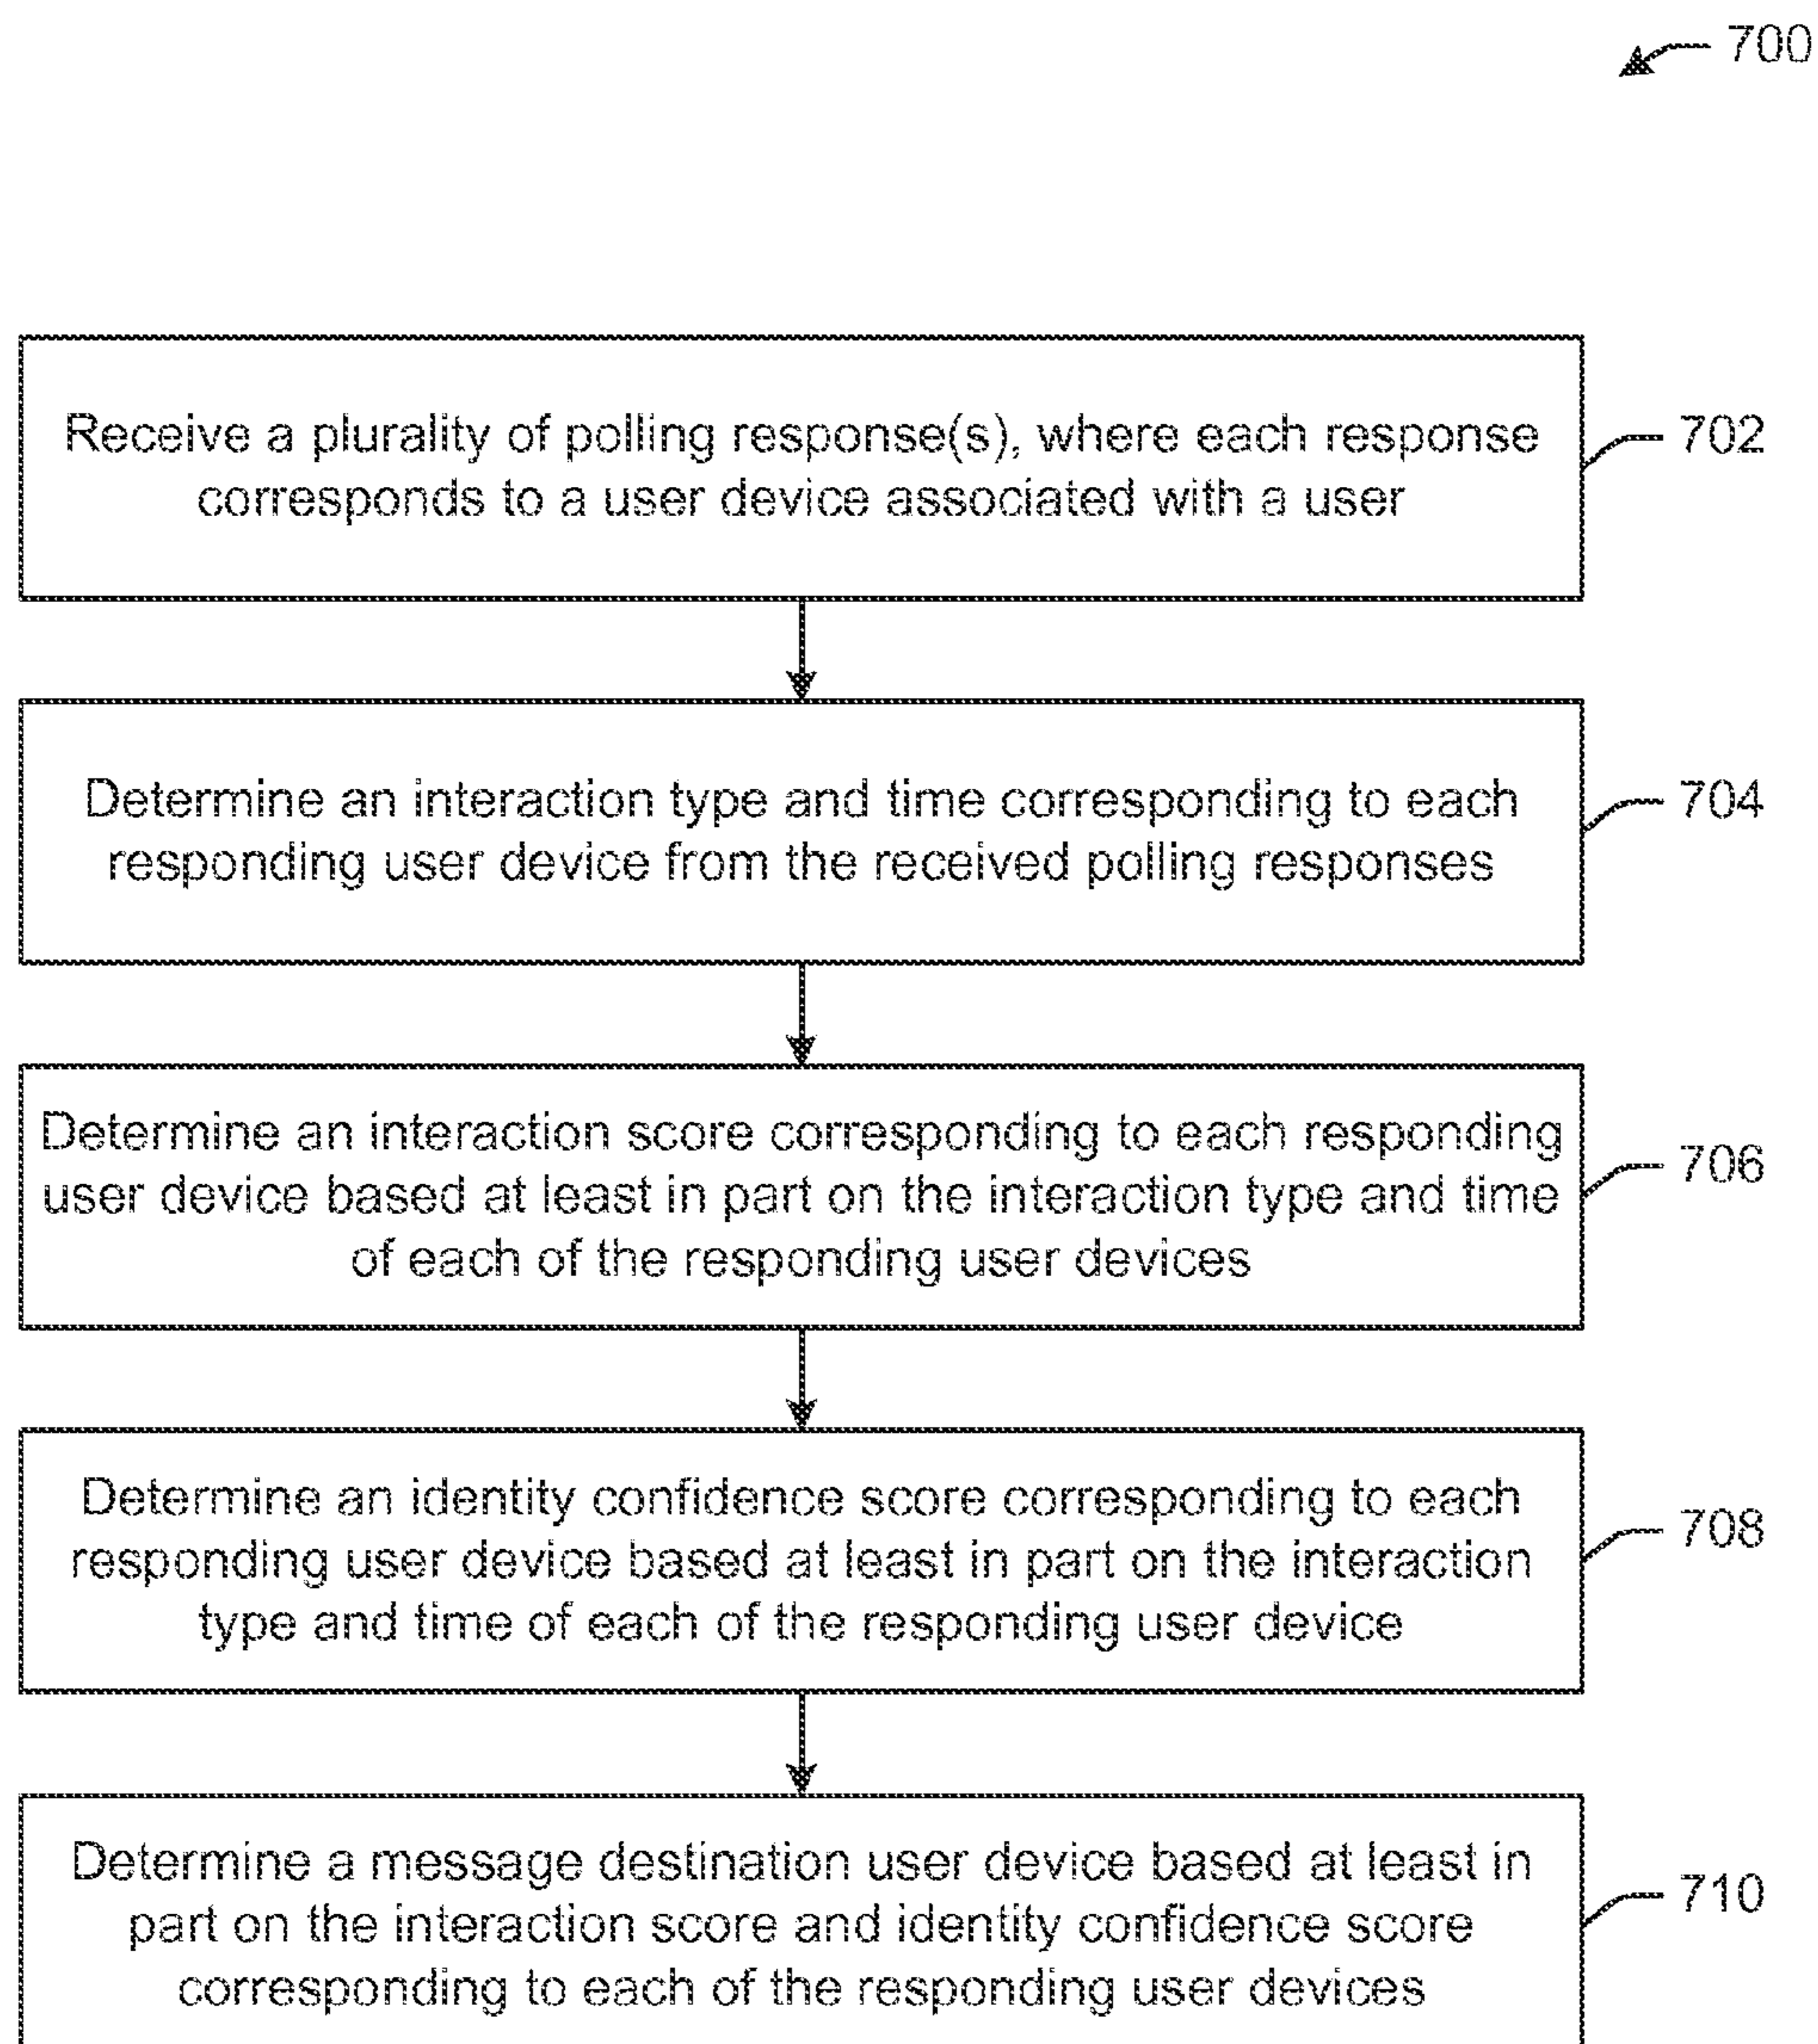 700
Receive a plurality of polling response(s), where each response
corresponds to a user device associated with a user
702
Determine an interaction type and time corresponding to each
responding user device from the received polling responses
704
Determine an interaction score corresponding to each responding
user device based at least in part on the interaction type and time
of each of the responding user devices
706
Determine an identity confidence score corresponding to each
responding user device based at least in part on the interaction
type and time of each of the responding user device
708
Determine a message destination user device based at least in
part on the interaction score and identity confidence score
corresponding to each of the responding user devices
710